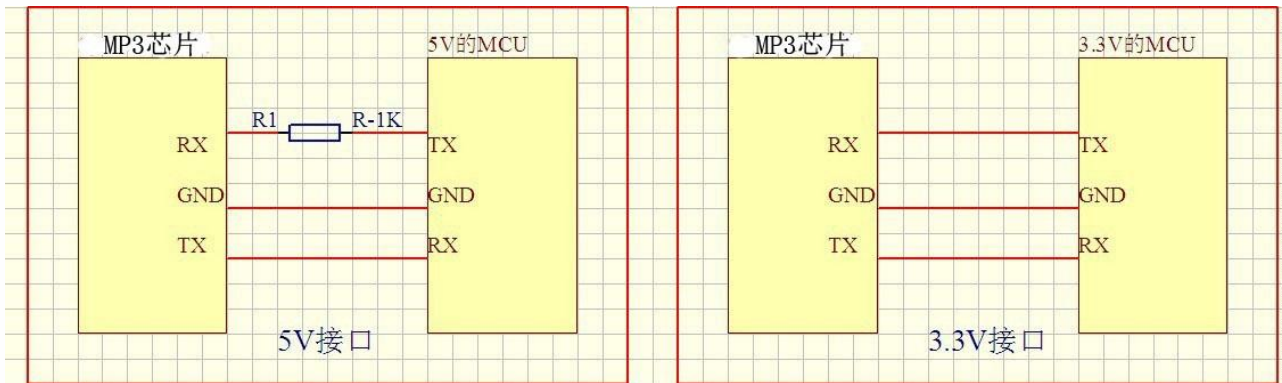 MP3芯片
5V的MCU
R1
R-1K
RX
TX
GND
GND
TX
RX
5V接口
MP3芯片
3.3V的MCU
RX
TX
GND
GND
TX
RX
3.3V接口